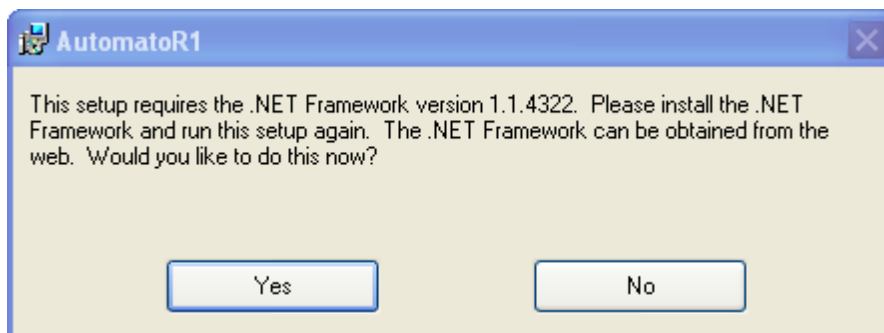 AutomatoR1
This setup requires the .NET Framework version 1.1.4322.  Please install the .NET
Framework and run this setup again.  The .NET Framework can be obtained from the
web.  Would you like to do this now?
Yes
No